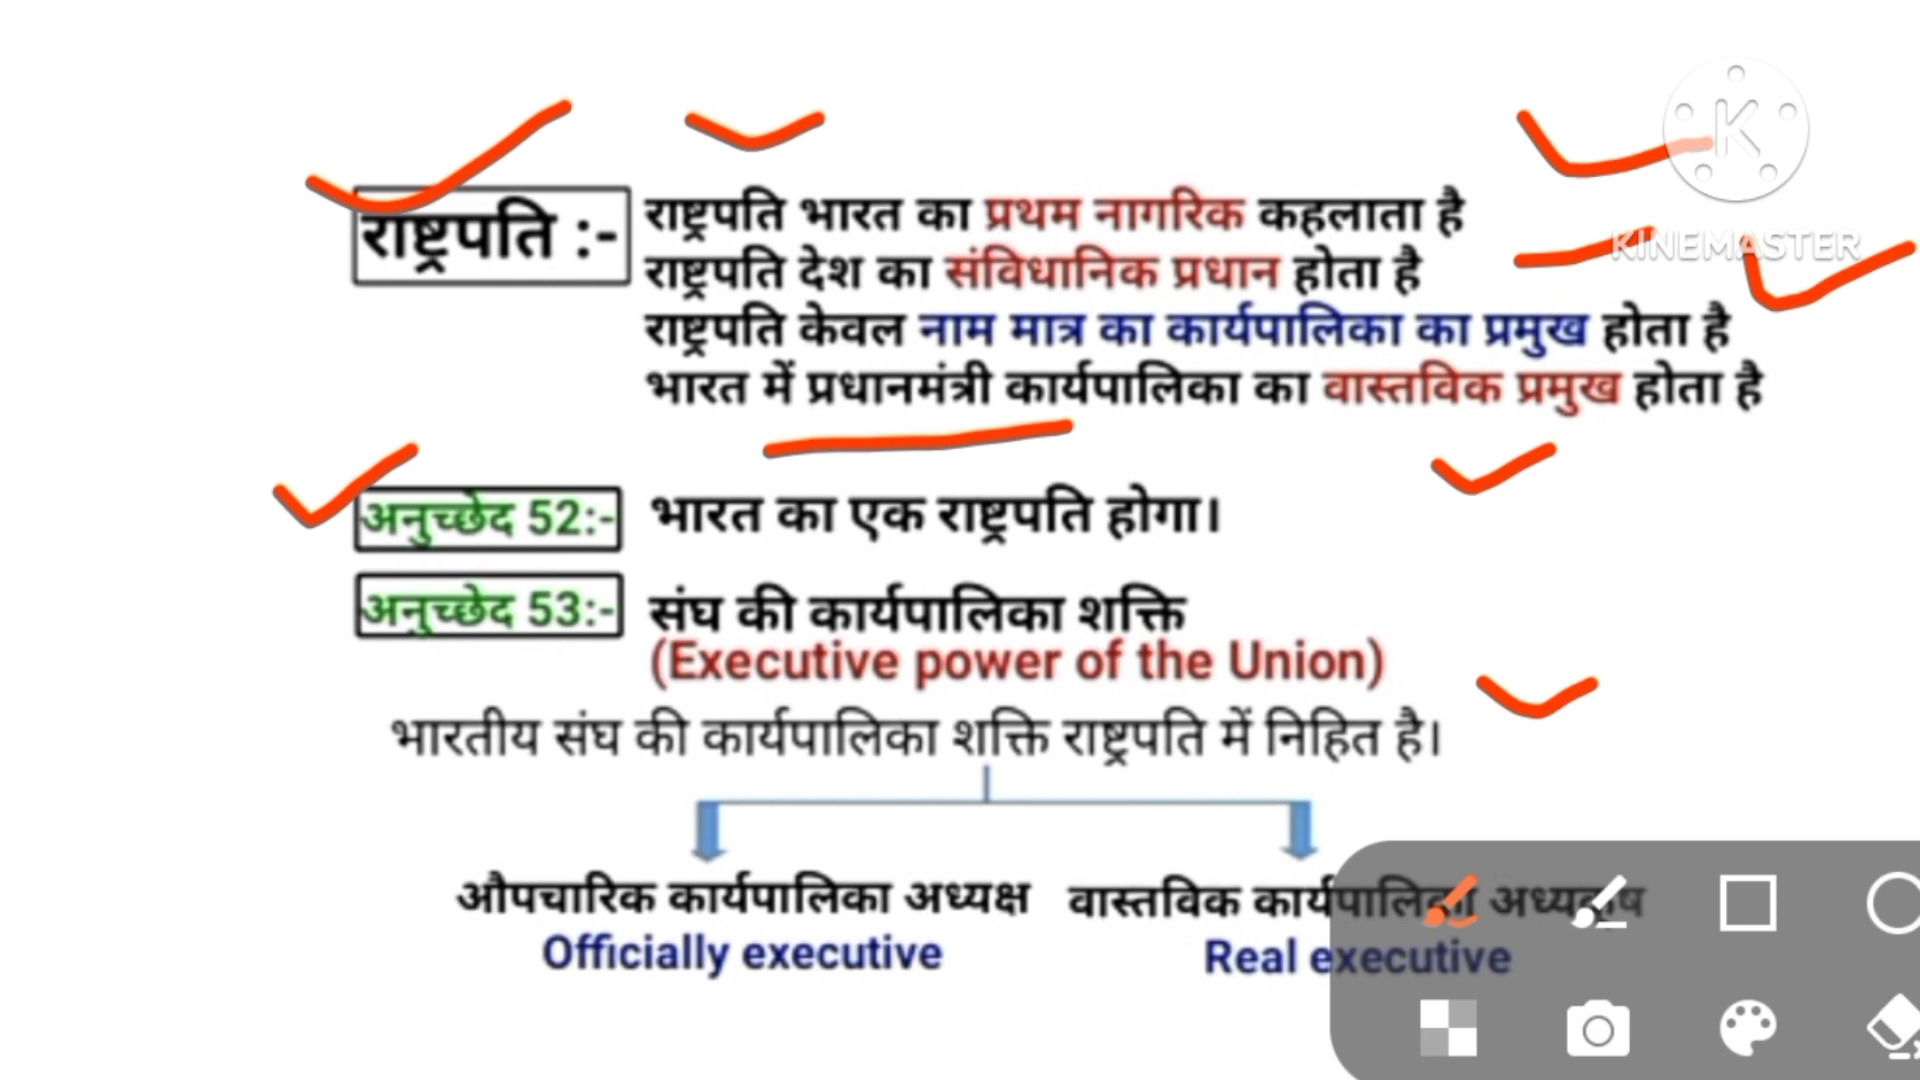 राष्ट्रपति :-
राष्ट्रपति भारत का प्रथम नागरिक कहलाता है
राष्ट्रपति देश का संविधानिक प्रधान होता है
राष्ट्रपति केवल नाम मात्र का कार्यपालिका का प्रमुख होता है
भारत में प्रधानमंत्री कार्यपालिका का वास्तविक प्रमुख होता है
KINEMASTER
अनुच्छेद 52:- भारत का एक राष्ट्रपति होगा।
अनुच्छेद 53:- संघ की कार्यपालिका शक्ति
(Executive power of the Union)
भारतीय संघ की कार्यपालिका शक्ति राष्ट्रपति में निहित है।
औपचारिक कार्यपालिका अध्यक्ष
Officially executive
वास्तविक कार्यपालिका
Real executive